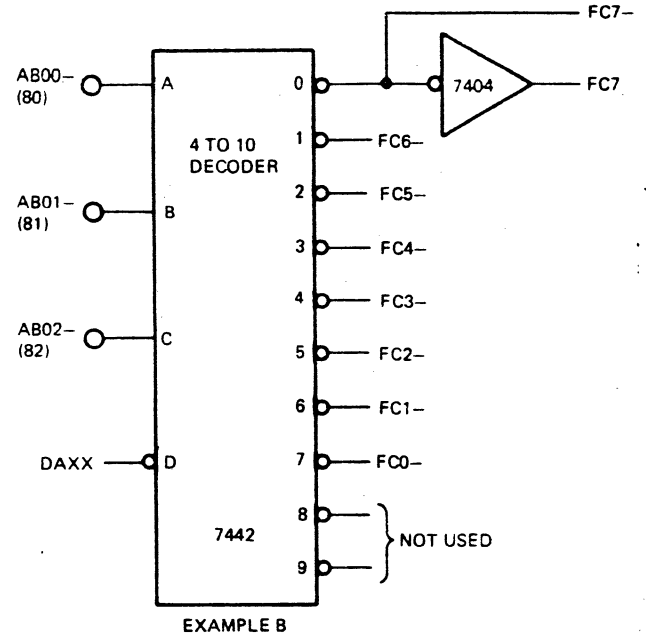 FC7–
AB00–
(80)
A
0
7404
FC7
4 TO 10
DECODER
1
FC6–
2
FC5–
AB01–
(81)
B
3
FC4–
4
FC3–
AB02–
(82)
C
5
FC2–
6
FC1–
DAXX
D
7
FC0–
8
7442
NOT USED
9
EXAMPLE B